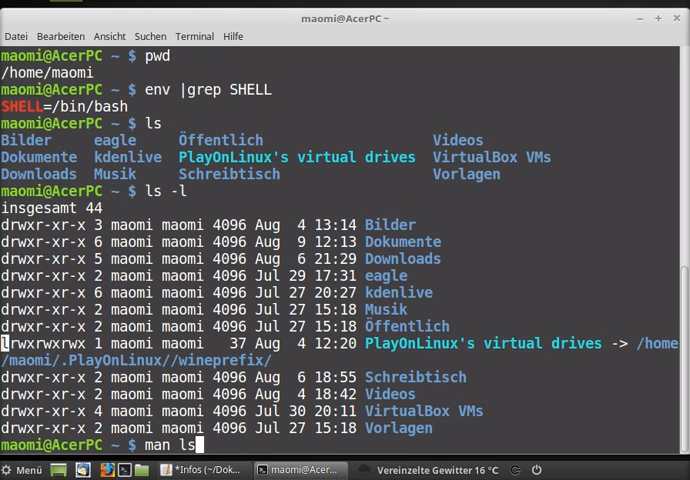 maomi@AcerPC ~
Datei Bearbeiten Ansicht Suchen Terminal Hilfe
maomi@AcerPC ~ $ pwd
/home/maomi
maomi@AcerPC ~ $ env |grep SHELL
SHELL=/bin/bash
maomi@AcerPC ~ $ ls
Bilder eagle Öffentlich Videos
Dokumente kdenlive PlayOnLinux's virtual drives VirtualBox VMs
Downloads Musik Schreibtisch Vorlagen
maomi@AcerPC ~ $ ls -l
insgesamt 44
drwxr-xr-x 3 maomi maomi 4096 Aug 4 13:14 Bilder
drwxr-xr-x 6 maomi maomi 4096 Aug 9 12:13 Dokumente
drwxr-xr-x 5 maomi maomi 4096 Aug 6 21:29 Downloads
drwxr-xr-x 2 maomi maomi 4096 Jul 29 17:31 eagle
drwxr-xr-x 6 maomi maomi 4096 Jul 27 20:27 kdenlive
drwxr-xr-x 2 maomi maomi 4096 Jul 27 15:18 Musik
drwxr-xr-x 2 maomi maomi 4096 Jul 27 15:18 Öffentlich
lrwxrwxrwx 1 maomi maomi 37 Aug 4 12:20 PlayOnLinux's virtual drives -> /home
/maomi/.PlayOnLinux//wineprefix/
drwxr-xr-x 2 maomi maomi 4096 Aug 6 18:55 Schreibtisch
drwxr-xr-x 2 maomi maomi 4096 Aug 4 18:42 Videos
drwxr-xr-x 4 maomi maomi 4096 Jul 30 20:11 VirtualBox VMs
drwxr-xr-x 2 maomi maomi 4096 Jul 27 15:18 Vorlagen
maomi@AcerPC ~ $ man ls
Menü *Infos (~/Dok... maomi@Acer... Vereinzelte Gewitter 16 °C